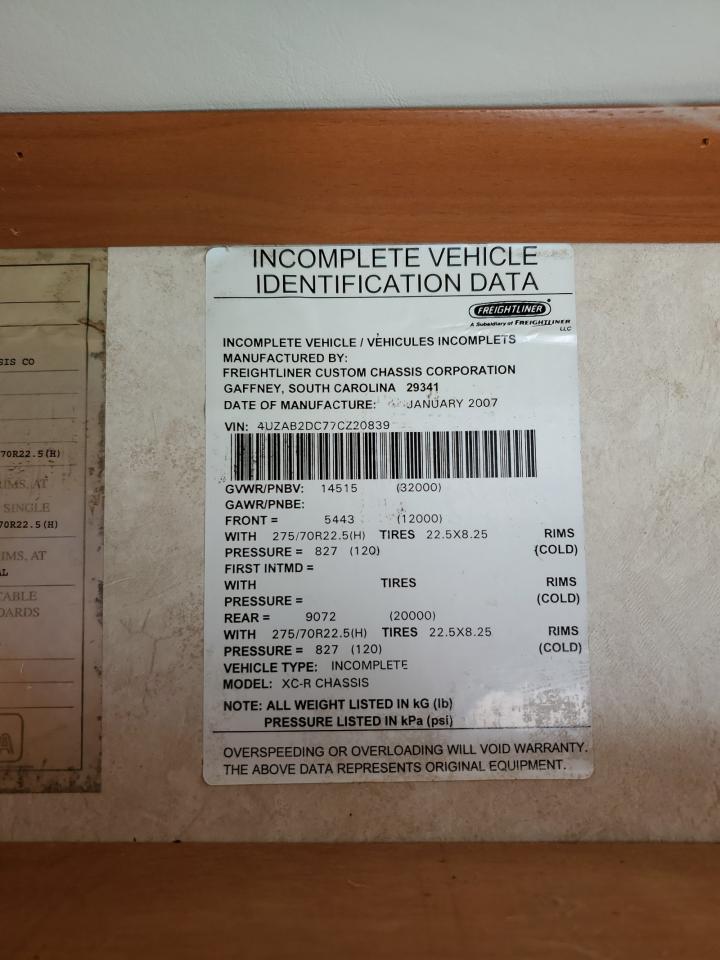 INCOMPLETE VEHICLE
IDENTIFICATION DATA
FREIGHTLINER
A Subsidiary of FREIGHTLINER
LLC
INCOMPLETE VEHICLE / VÉHICULES INCOMPLETS
MANUFACTURED BY:
FREIGHTLINER CUSTOM CHASSIS CORPORATION
GAFFNEY, SOUTH CAROLINA 29341
DATE OF MANUFACTURE: JANUARY 2007
VIN: 4UZAB2DC77CZ20839
GVWR/PNBV: 14515 (32000)
GAWR/PNBE:
FRONT = 5443 (12000)
WITH 275/70R22.5(H) TIRES 22.5X8.25 RIMS
PRESSURE = 827 (120) (COLD)
FIRST INTMD =
WITH TIRES RIMS
PRESSURE = (COLD)
REAR = 9072 (20000)
WITH 275/70R22.5(H) TIRES 22.5X8.25 RIMS
PRESSURE = 827 (120) (COLD)
VEHICLE TYPE: INCOMPLETE
MODEL: XC-R CHASSIS
NOTE: ALL WEIGHT LISTED IN kG (lb)
PRESSURE LISTED IN kPa (psi)
OVERSPEEDING OR OVERLOADING WILL VOID WARRANTY.
THE ABOVE DATA REPRESENTS ORIGINAL EQUIPMENT.
SIS CO
70R22.5(H)
RIMS, AT
SINGLE
70R22.5(H)
RIMS, AT
AL
CABLE
DARDS
A